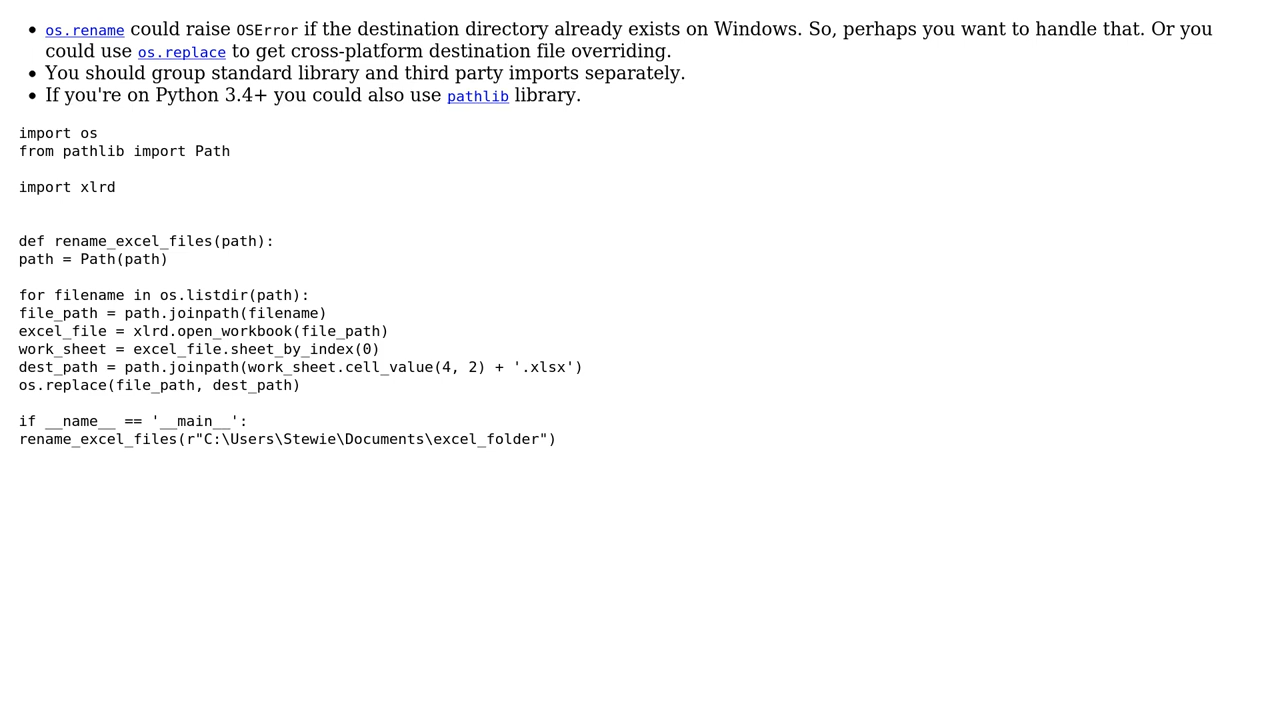 os.rename could raise OSError if the destination directory already exists on Windows. So, perhaps you want to handle that. Or you
could use os.replace to get cross-platform destination file overriding.
You should group standard library and third party imports separately.
If you're on Python 3.4+ you could also use pathlib library.
import os
from pathlib import Path
import xlrd
def rename_excel_files(path):
path = Path(path)
for filename in os.listdir(path):
file_path = path.joinpath(filename)
excel_file = xlrd.open_workbook(file_path)
work_sheet = excel_file.sheet_by_index(0)
dest_path = path.joinpath(work_sheet.cell_value(4, 2) + '.xlsx')
os.replace(file_path, dest_path)
if __name__ == '__main__':
rename_excel_files(r"C:\Users\Stewie\Documents\excel_folder")